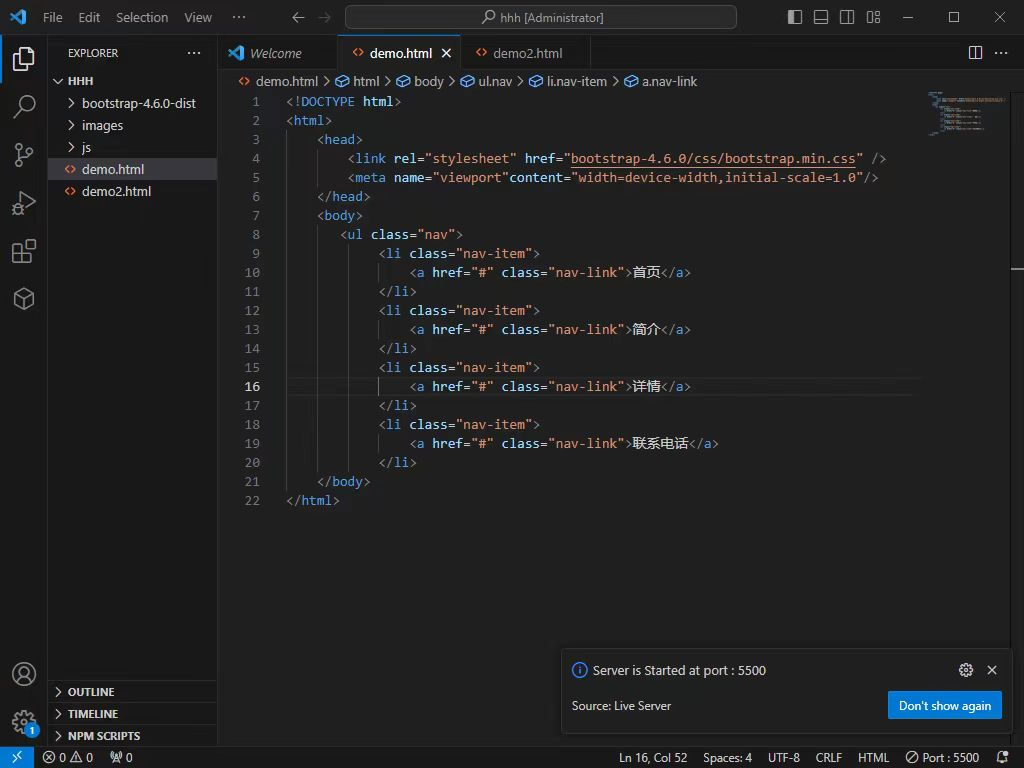 File Edit Selection View ··· hhh [Administrator]
EXPLORER ···
HHH
bootstrap-4.6.0-dist
images
js
demo.html
demo2.html
OUTLINE
TIMELINE
NPM SCRIPTS
1
Welcome demo.html demo2.html ···
demo.html > html > body > ul.nav > li.nav-item > a.nav-link
1 <!DOCTYPE html>
2 <html>
3 <head>
4 <link rel="stylesheet" href="bootstrap-4.6.0/css/bootstrap.min.css" />
5 <meta name="viewport"content="width=device-width,initial-scale=1.0"/>
6 </head>
7 <body>
8 <ul class="nav">
9 <li class="nav-item">
10 <a href="#" class="nav-link">首页</a>
11 </li>
12 <li class="nav-item">
13 <a href="#" class="nav-link">简介</a>
14 </li>
15 <li class="nav-item">
16 <a href="#" class="nav-link">详情</a>
17 </li>
18 <li class="nav-item">
19 <a href="#" class="nav-link">联系电话</a>
20 </li>
21 </body>
22 </html>
Server is Started at port : 5500
Source: Live Server Don't show again
0 0 0 Ln 16, Col 52 Spaces: 4 UTF-8 CRLF HTML Port : 5500